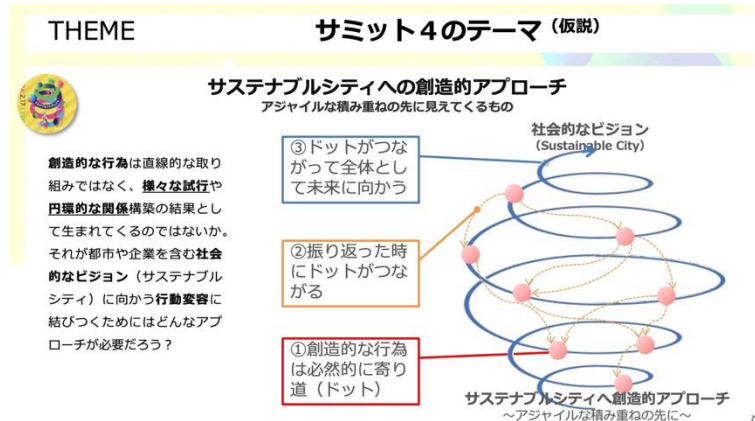 THEME
サミット４のテーマ（仮説）
サステナブルシティへの創造的アプローチ
アジャイルな積み重ねの先に見えてくるもの
創造的な行為は直線的な取り
組みではなく、様々な試行や
円環的な関係構築の結果とし
て生まれてくるのではないか。
それが都市や企業を含む社会
的なビジョン（サステナブル
シティ）に向かう行動変容に
結びつくためにはどんなアプ
ローチが必要だろう？
③ドットがつな
がって全体とし
て未来に向かう
②振り返った時
にドットがつな
がる
①創造的な行為
は必然的に寄り
道（ドット）
社会的なビジョン
（Sustainable City）
サステナブルシティへ創造的アプローチ
〜アジャイルな積み重ねの先に〜